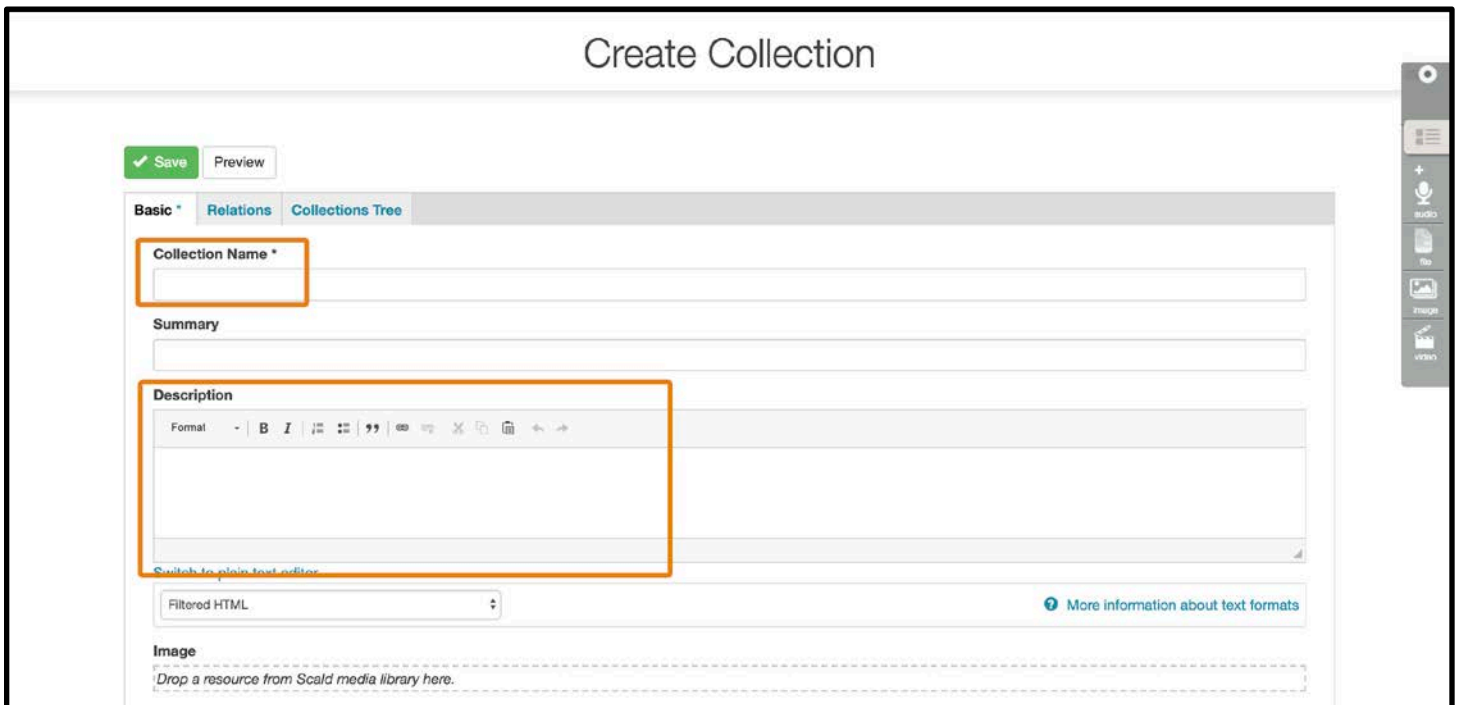 Create Collection
Save Preview
Basic * Relations Collections Tree
audio
Collection Name *
file
image
Summary
video
Description
Format B I
Switch to plain text editor
Filtered HTML More information about text formats
Image
Drop a resource from Scald media library here.